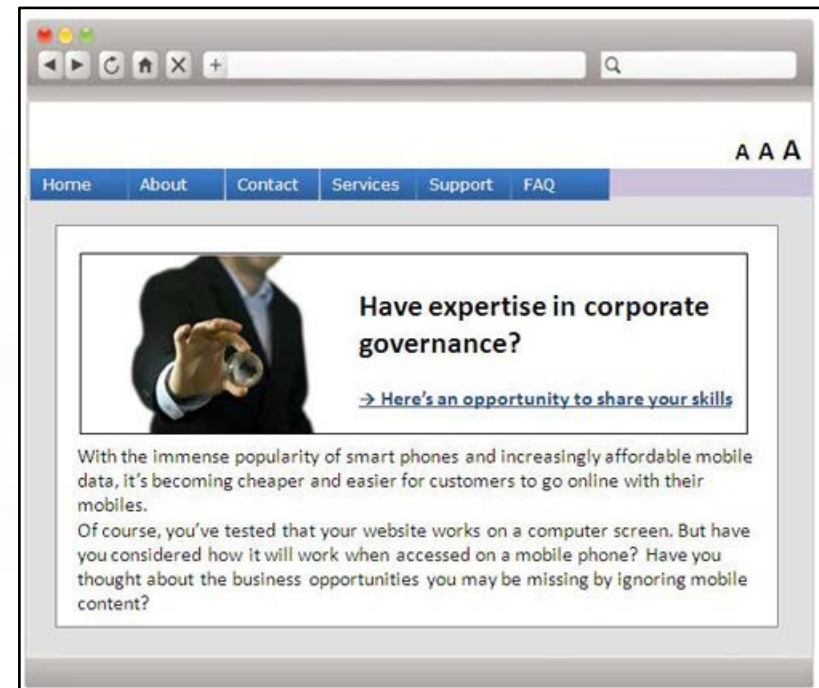 A A A
Home About Contact Services Support FAQ
Have expertise in corporate
governance?
→ Here's an opportunity to share your skills
With the immense popularity of smart phones and increasingly affordable mobile
data, it's becoming cheaper and easier for customers to go online with their
mobiles.
Of course, you've tested that your website works on a computer screen. But have
you considered how it will work when accessed on a mobile phone? Have you
thought about the business opportunities you may be missing by ignoring mobile
content?